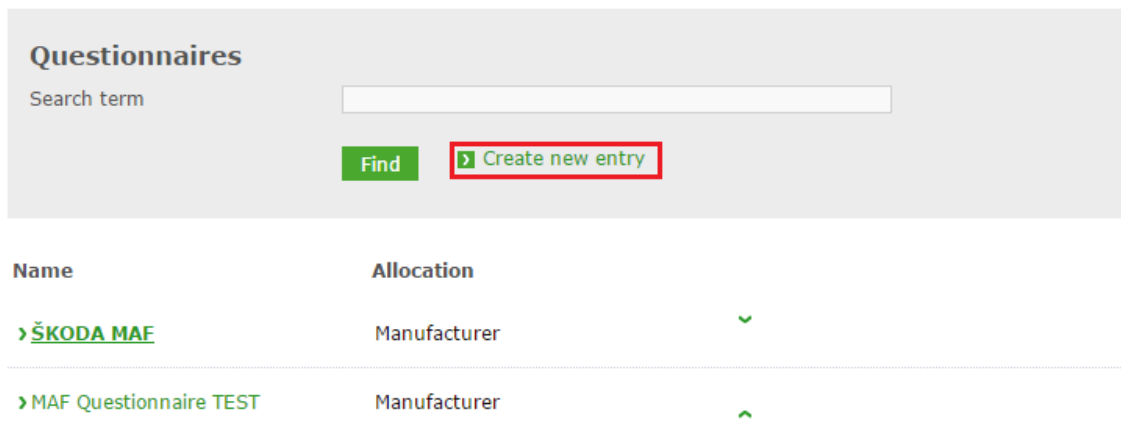 Questionnaires
Search term
Find Create new entry
Name Allocation
ŠKODA MAF Manufacturer
MAF Questionnaire TEST Manufacturer